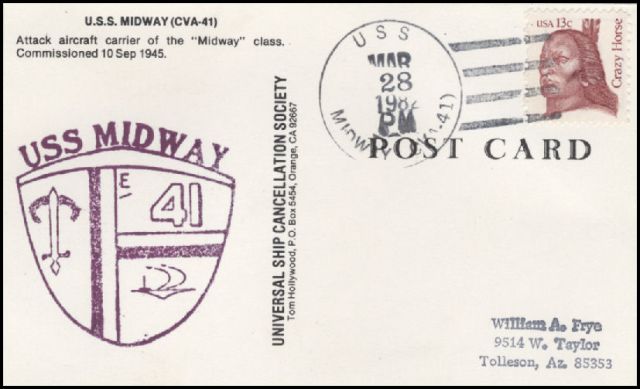 U.S.S. MIDWAY (CVA-41)
Attack aircraft carrier of the "Midway" class.
Commissioned 10 Sep 1945.
USS MIDWAY
E
41
UNIVERSAL SHIP CANCELLATION SOCIETY
Tom Hollywood, P.O. Box 5454, Orange, CA 92667
USS
MAR
28
PM
MIDWAY
USA 13c
Crazy Horse
POST CARD
William A. Frye
9514 W. Taylor
Tolleson, Az. 85353